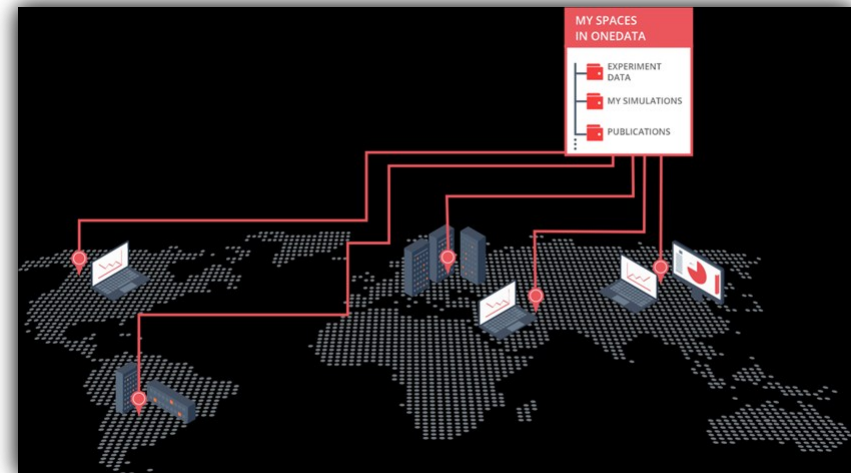 MY SPACES
IN ONEDATA
EXPERIMENT
DATA
MY SIMULATIONS
PUBLICATIONS